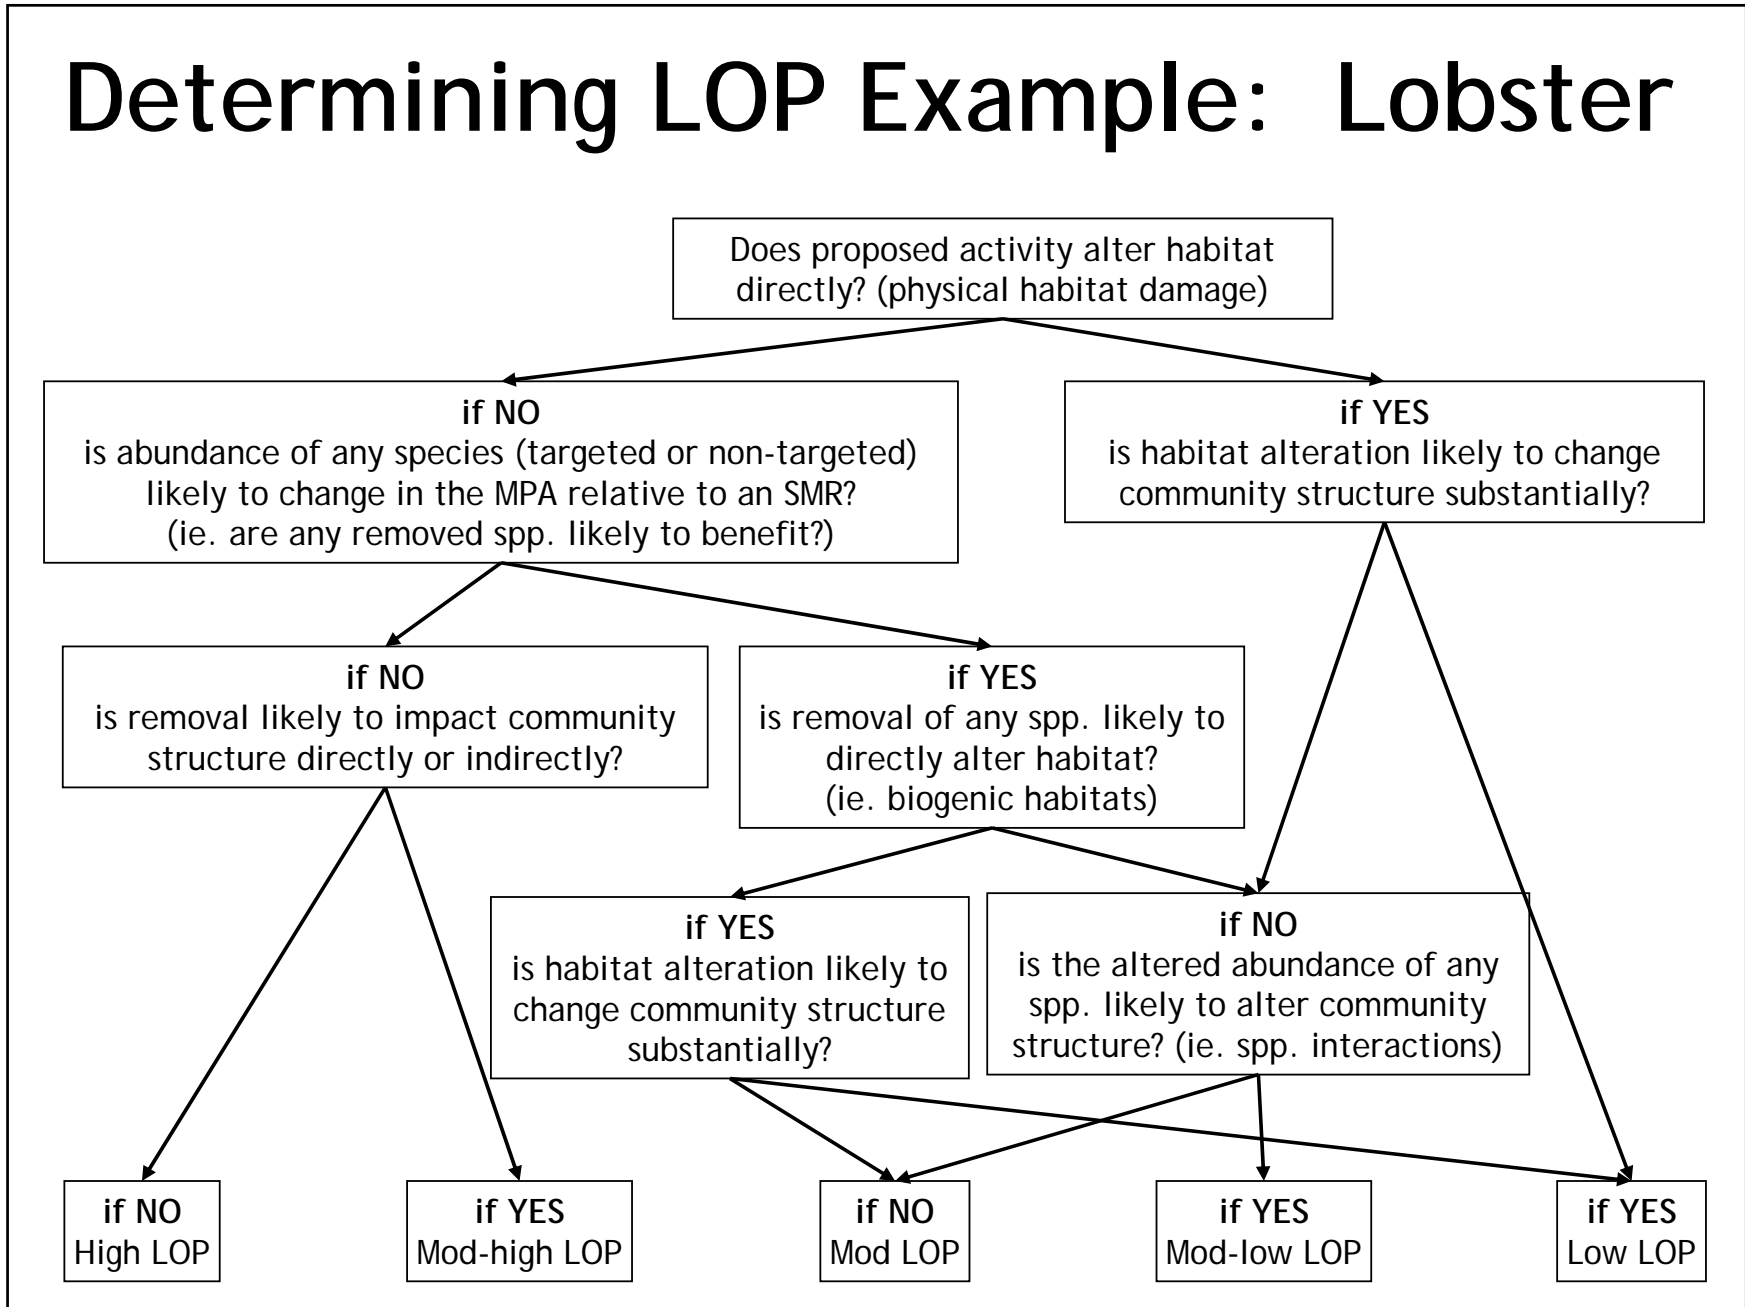 Determining LOP Example: Lobster
Does proposed activity alter habitat
directly? (physical habitat damage)
if NO
is abundance of any species (targeted or non-targeted)
likely to change in the MPA relative to an SMR?
(ie. are any removed spp. likely to benefit?)
if YES
is habitat alteration likely to change
community structure substantially?
if NO
is removal likely to impact community
structure directly or indirectly?
if YES
is removal of any spp. likely to
directly alter habitat?
(ie. biogenic habitats)
if YES
is habitat alteration likely to
change community structure
substantially?
if NO
is the altered abundance of any
spp. likely to alter community
structure? (ie. spp. interactions)
if NO
High LOP
if YES
Mod-high LOP
if NO
Mod LOP
if YES
Mod-low LOP
if YES
Low LOP